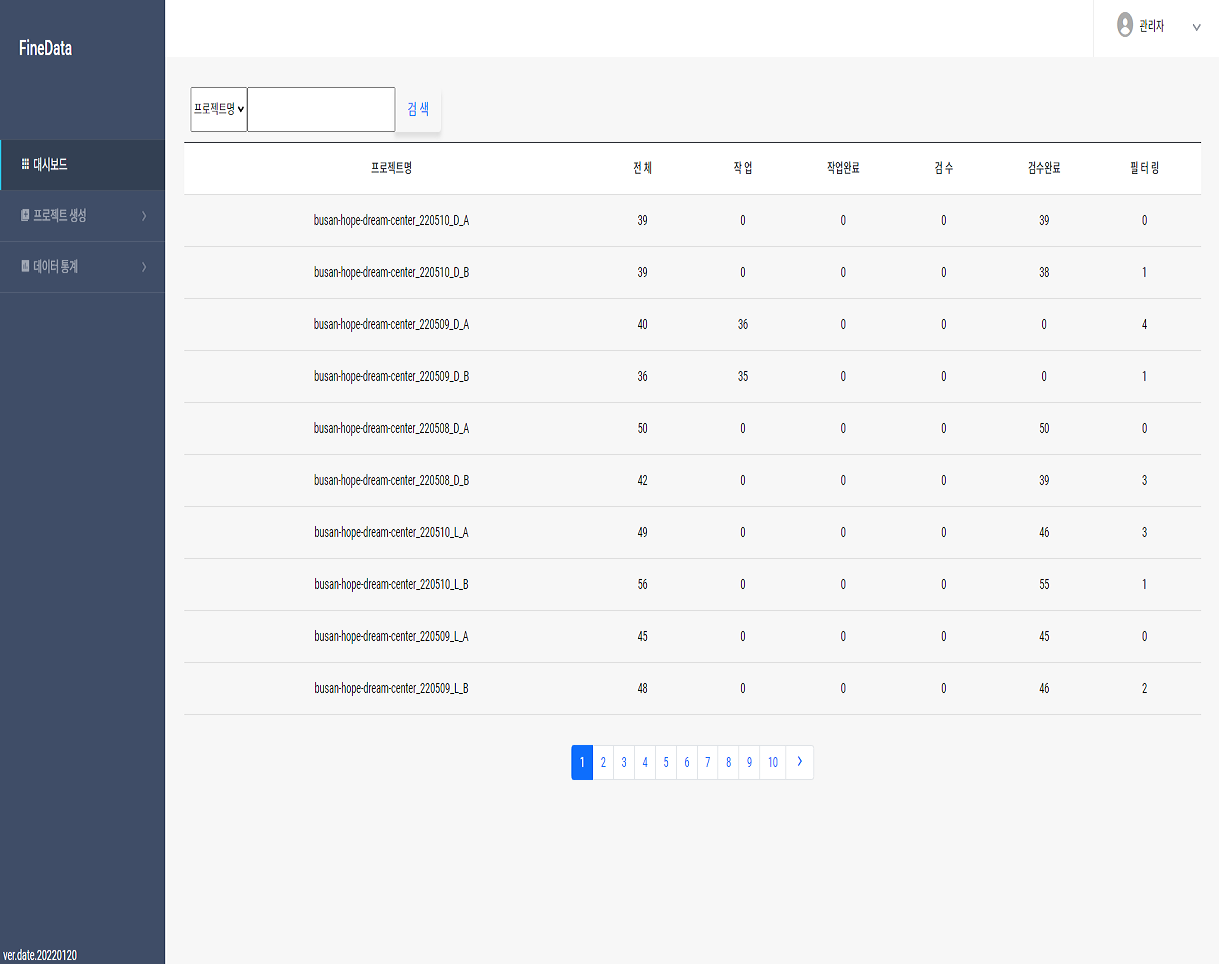 FineData
관리자
대시보드
프로젝트 생성
데이터 통계
프로젝트명 검 색
프로젝트명 전 체 작 업 작업완료 검 수 검수완료 필 터 링
busan-hope-dream-center_220510_D_A 39 0 0 0 39 0
busan-hope-dream-center_220510_D_B 39 0 0 0 38 1
busan-hope-dream-center_220509_D_A 40 36 0 0 0 4
busan-hope-dream-center_220509_D_B 36 35 0 0 0 1
busan-hope-dream-center_220508_D_A 50 0 0 0 50 0
busan-hope-dream-center_220508_D_B 42 0 0 0 39 3
busan-hope-dream-center_220510_L_A 49 0 0 0 46 3
busan-hope-dream-center_220510_L_B 56 0 0 0 55 1
busan-hope-dream-center_220509_L_A 45 0 0 0 45 0
busan-hope-dream-center_220509_L_B 48 0 0 0 46 2
1 2 3 4 5 6 7 8 9 10 >
ver.date.20220120